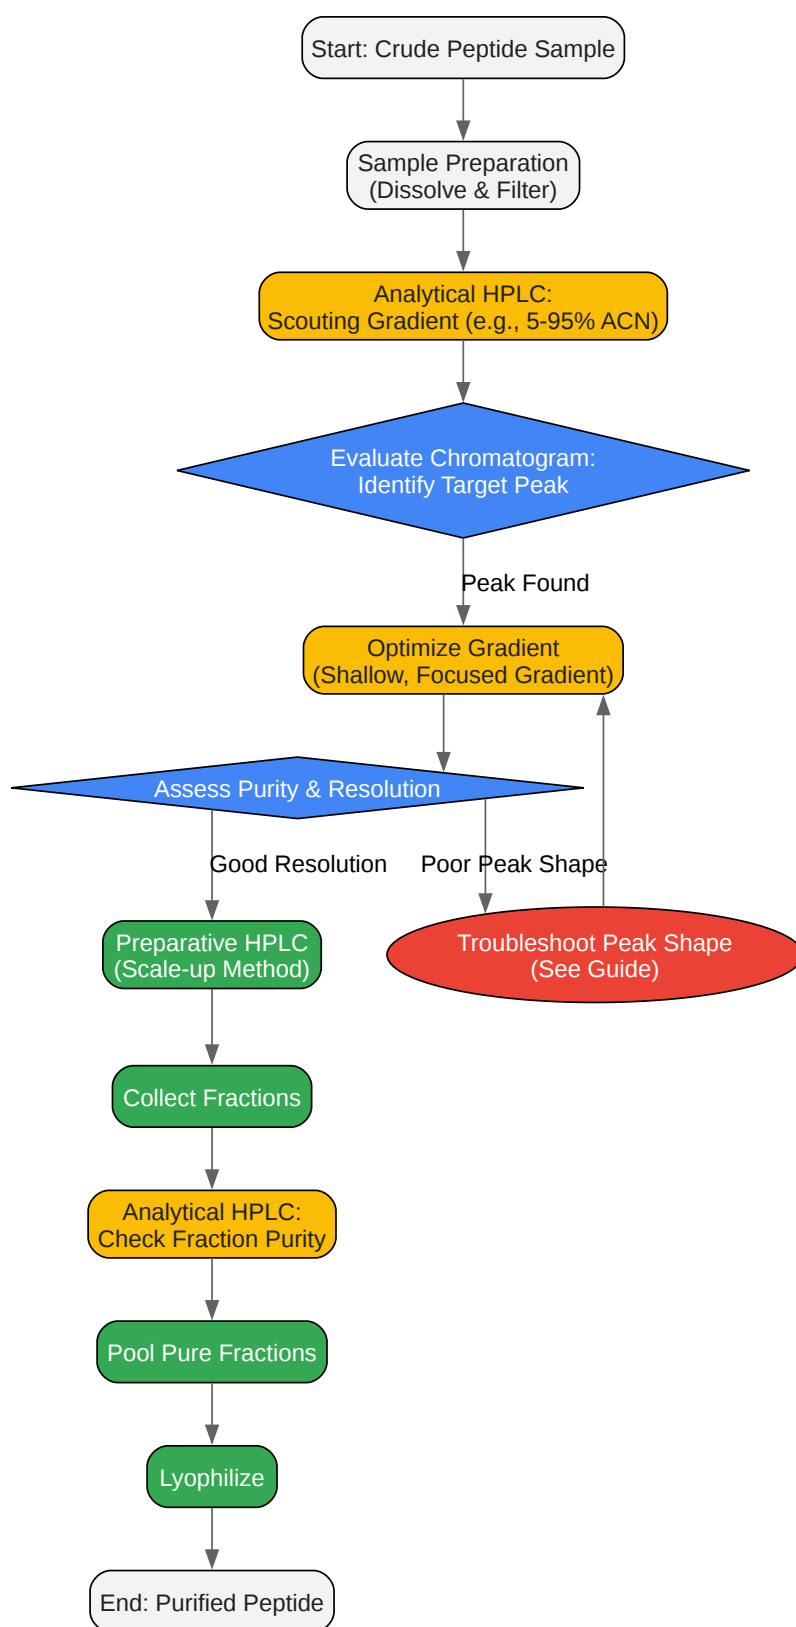 Start: Crude Peptide Sample
Sample Preparation
(Dissolve & Filter)
Analytical HPLC:
Scouting Gradient (e.g., 5-95% ACN)
Evaluate Chromatogram:
Identify Target Peak
Peak Found
Optimize Gradient
(Shallow, Focused Gradient)
Assess Purity & Resolution
Good Resolution
Poor Peak Shape
Preparative HPLC
(Scale-up Method)
Troubleshoot Peak Shape
(See Guide)
Collect Fractions
Analytical HPLC:
Check Fraction Purity
Pool Pure Fractions
Lyophilize
End: Purified Peptide